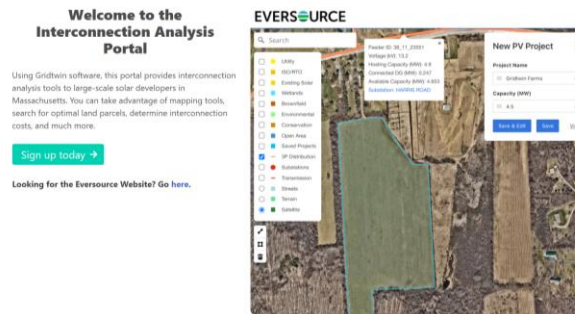 Welcome to the
Interconnection Analysis
Portal
Using Gridtwin software, this portal provides interconnection
analysis tools to large-scale solar developers in
Massachusetts. You can take advantage of mapping tools,
search for optimal land parcels, determine interconnection
costs, and much more.
Sign up today →
Looking for the Eversource Website? Go here.
EVERSOURCE
Search
Utility
ISO/RTO
Existing Solar
Wetlands
Brownfield
Environmental
Conservation
Open Area
Saved Projects
3P Distribution
Substations
Transmission
Streets
Terrain
Satellite
Voltage (kV): 13.2
Hosting Capacity (MW): 4.9
Connected DG (MW): 0.247
Available Capacity (MW): 4.653
Substation: HARRIS ROAD
New PV Project
Project Name
Gridtwin Farms
Capacity (MW)
4.5
Save & Edit
Save